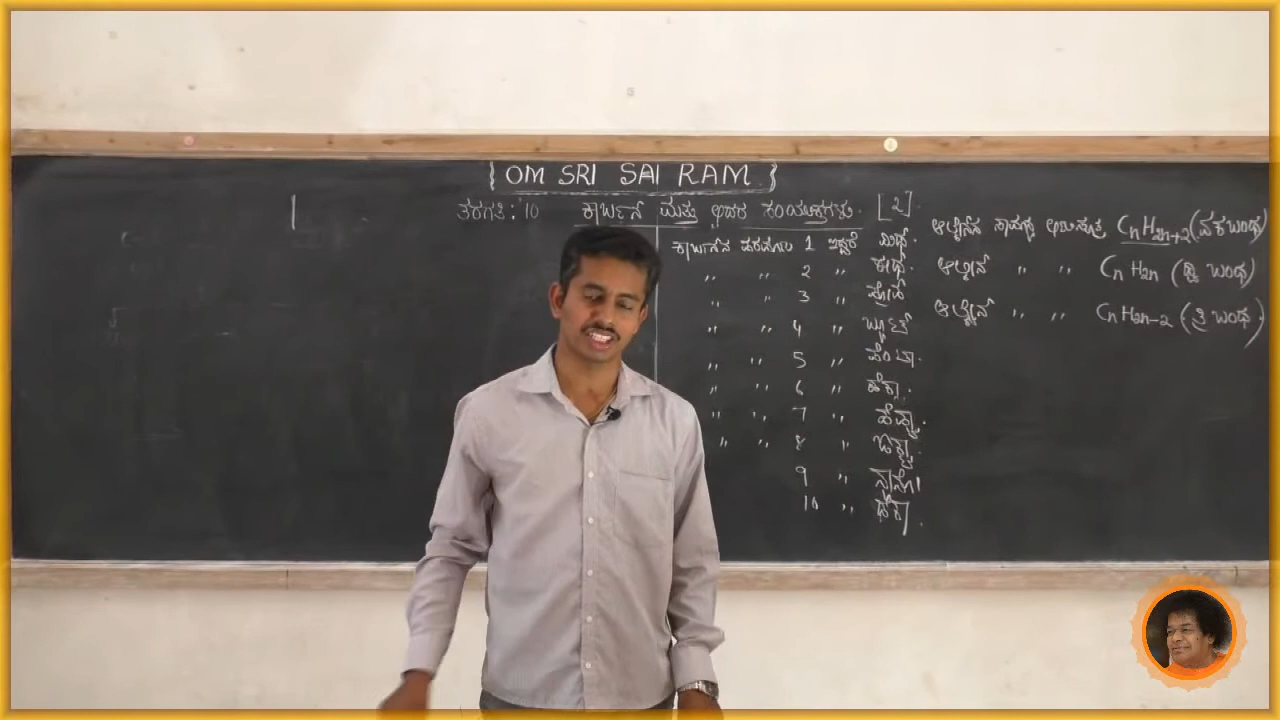 { OM SRI SAI RAM }
ತರಗತಿ: 10 ಕಾರ್ಬನ್ ಮತ್ತು ಅದರ ಸಂಯುಕ್ತಗಳು. [2]
ಕಾರ್ಬನಿನ ಪರಮಾಣು 1 ಇದ್ದರೆ ಮಿಥೆ.
,, ,, 2 ,, ಈಥೆ.
,, ,, 3 ,, ಪ್ರೋಪೆ
,, ,, 4 ,, ಬ್ಯೂಟೆ
,, ,, 5 ,, ಪೆಂಟಾ.
,, ,, 6 ,, ಹೆಕ್ಸಾ.
,, ,, 7 ,, ಹೆಪ್ಟಾ.
,, ,, 8 ,, ಆಕ್ಟಾ.
9 ,, ನಾನೋ
10 ,, ಡೆಕಾ.
ಆಲ್ಕೇನಿನ ಸಾಮಾನ್ಯ ಅಣುಸೂತ್ರ CnH2n+2 (ಏಕಬಂಧ)
ಆಲ್ಕೀನ್ ,, ,, CnH2n (ದ್ವಿ ಬಂಧ)
ಆಲ್ಕೈನ್ ,, ,, CnH2n-2 (ತ್ರಿ ಬಂಧ.)